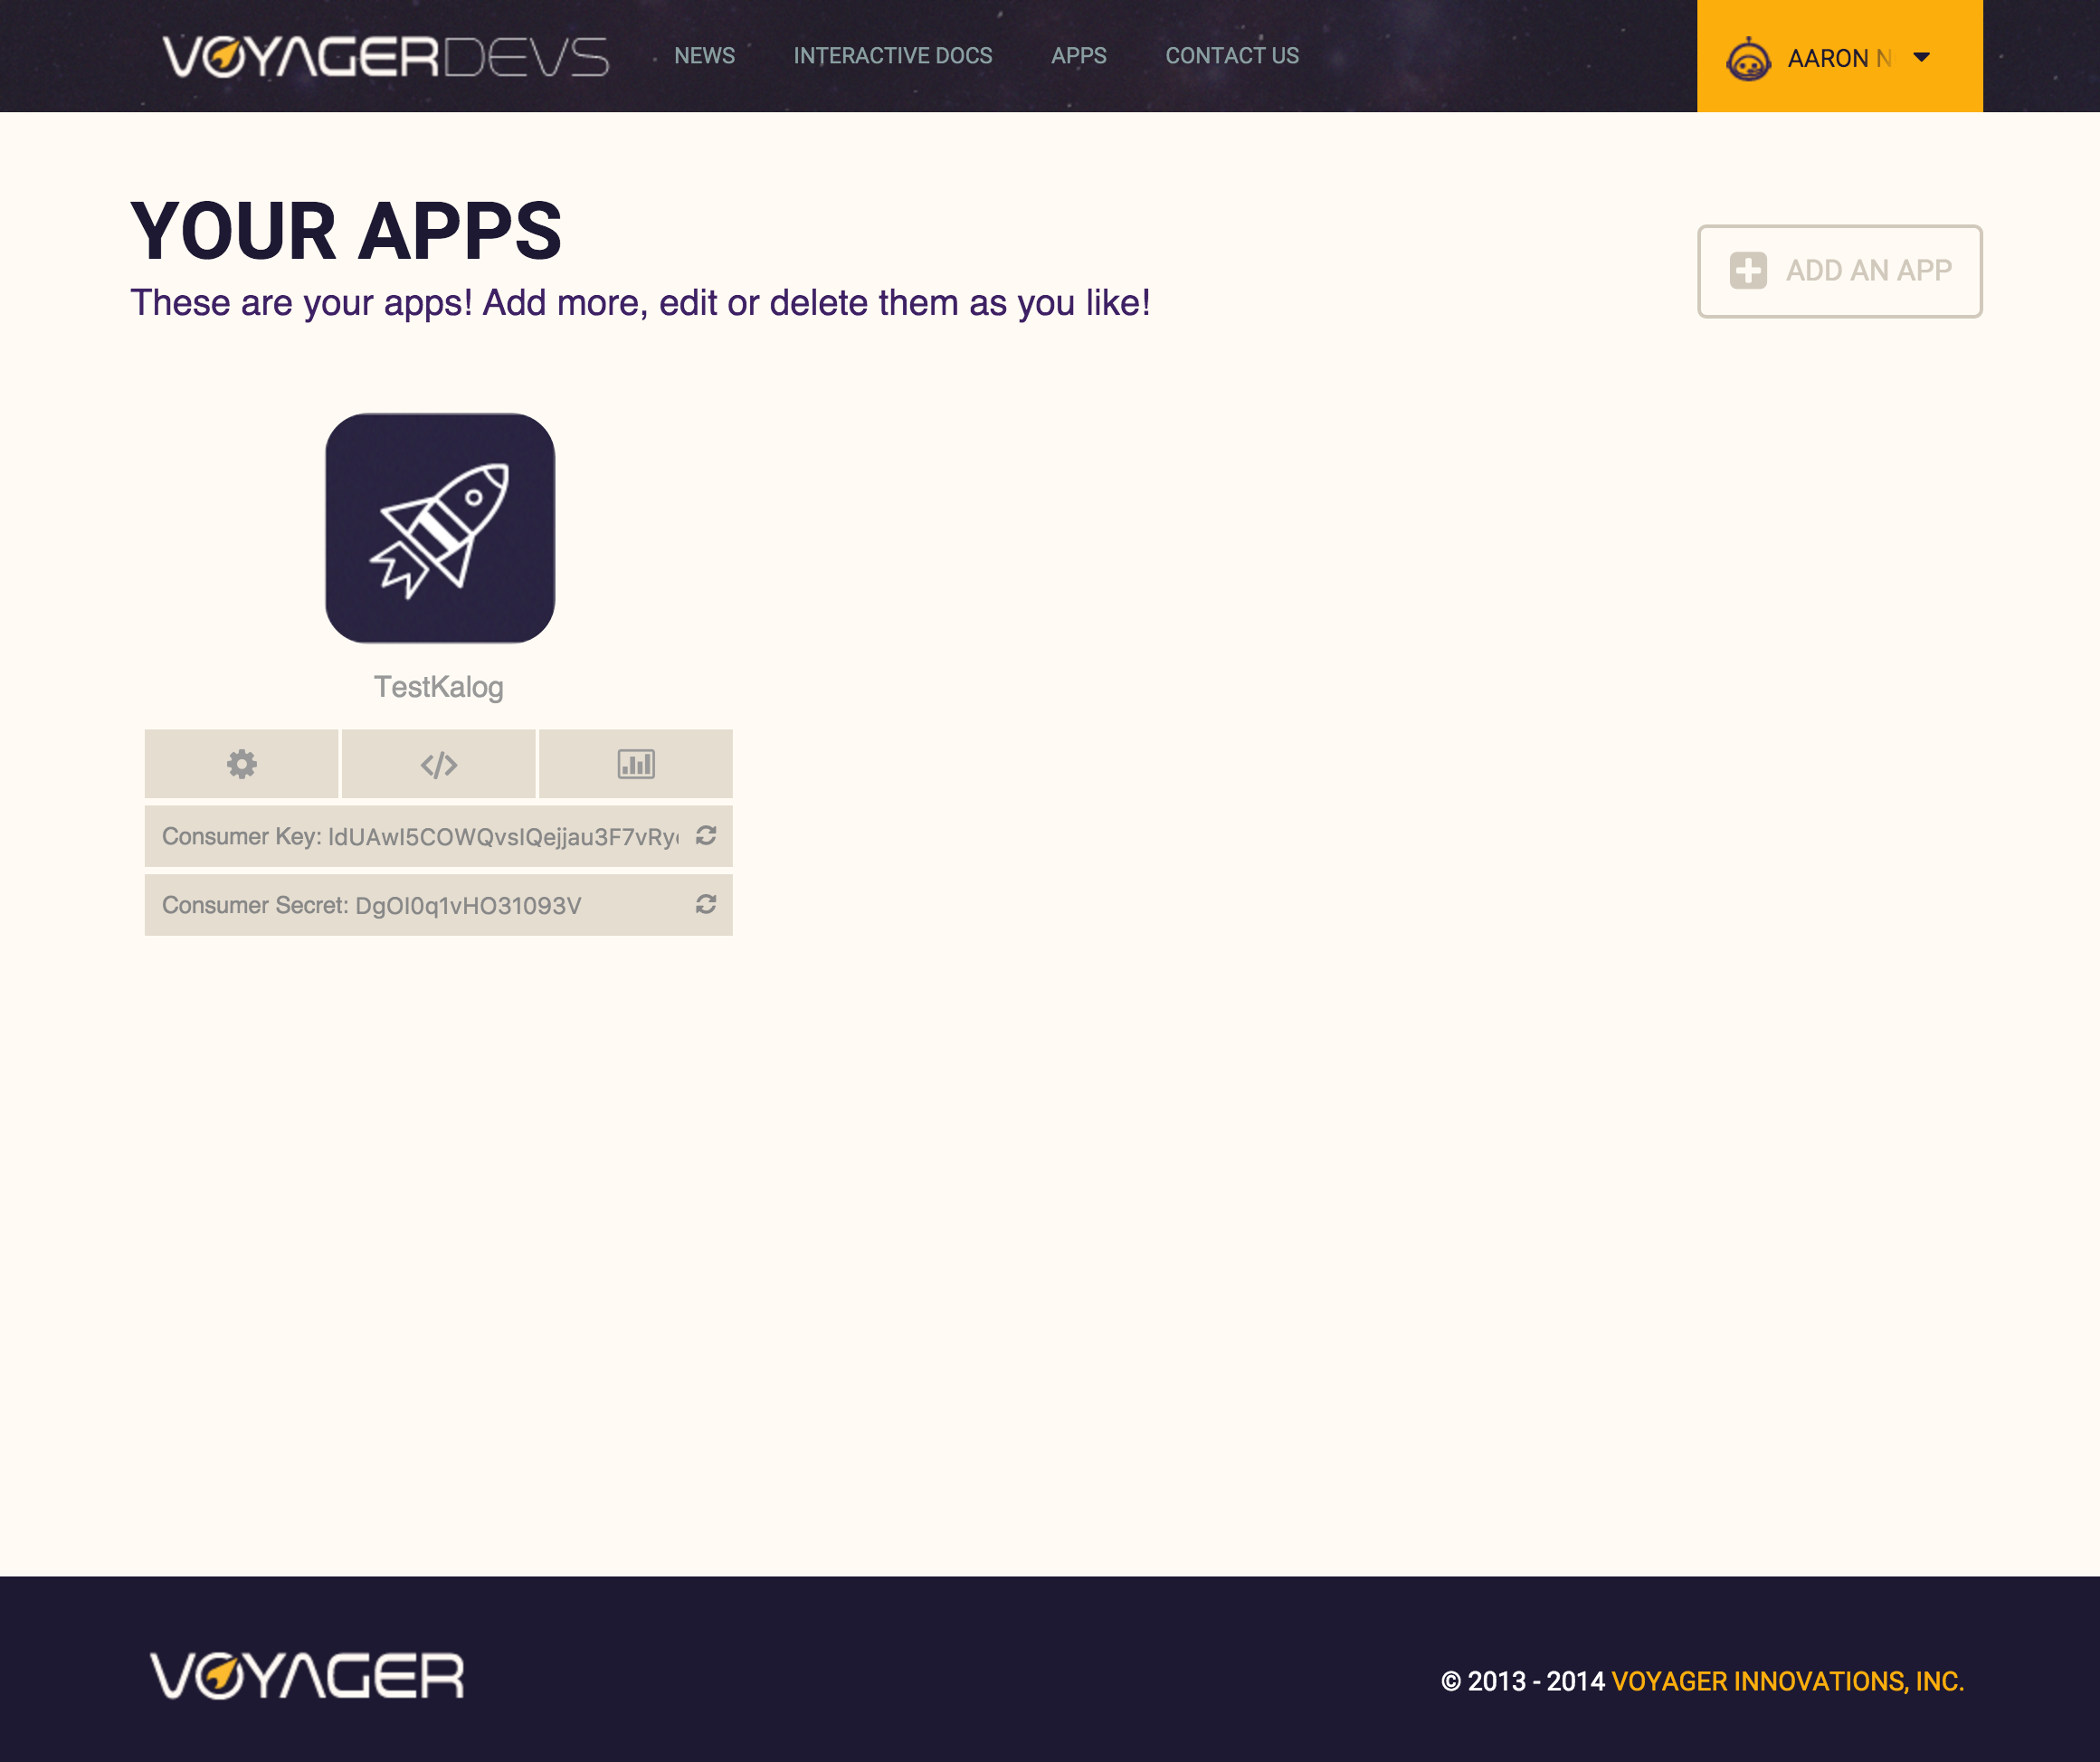 VOYAGERDEVS NEWS INTERACTIVE DOCS APPS CONTACT US AARON N
YOUR APPS
ADD AN APP
These are your apps! Add more, edit or delete them as you like!
TestKalog
Consumer Key: IdUAwI5COWQvsIQejjau3F7vRy
Consumer Secret: DgOI0q1vHO31093V
VOYAGER
© 2013 - 2014 VOYAGER INNOVATIONS, INC.